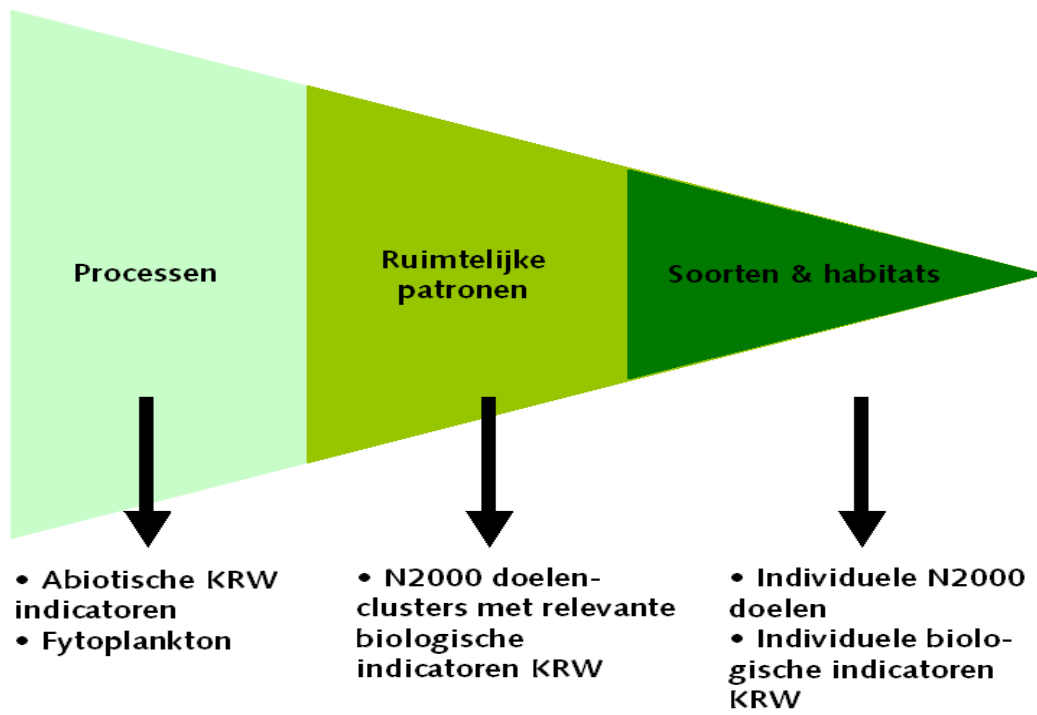 Processen
Ruimtelijke
patronen
Soorten & habitats
• Abiotische KRW
indicatoren
• Fytoplankton
• N2000 doelen-
clusters met relevante
biologische
indicatoren KRW
• Individuele N2000
doelen
• Individuele biolo-
gische indicatoren
KRW